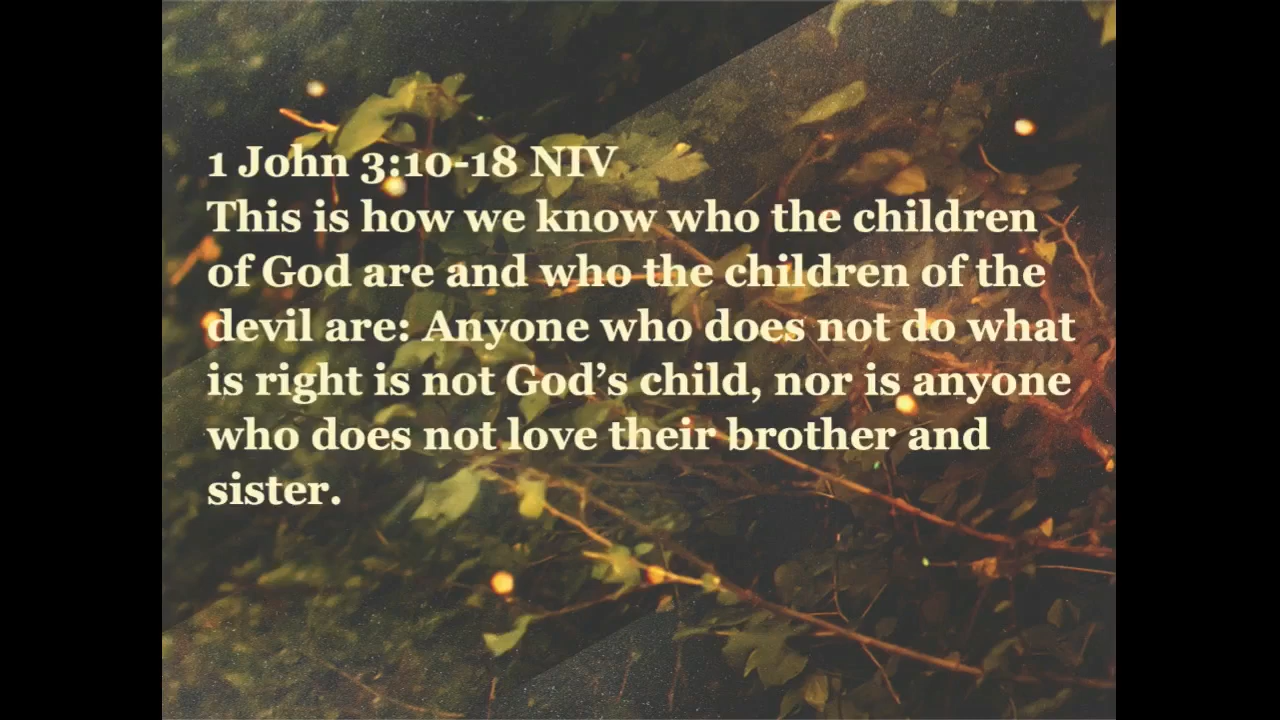 1 John 3:10-18 NIV
This is how we know who the children
of God are and who the children of the
devil are: Anyone who does not do what
is right is not God’s child, nor is anyone
who does not love their brother and
sister.